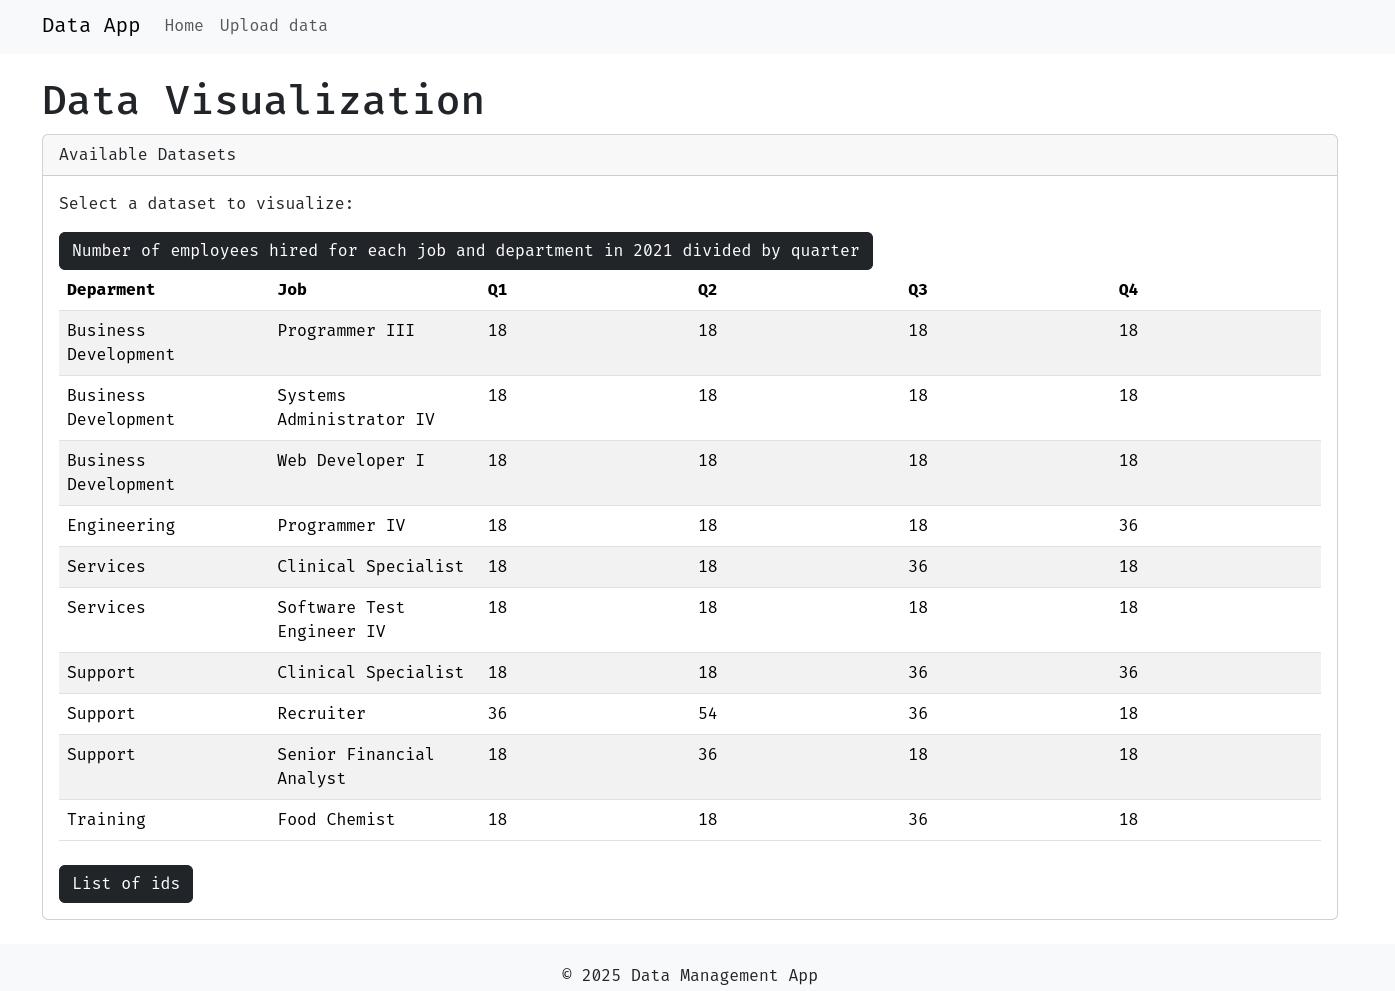 Data App Home Upload data
Data Visualization
Available Datasets
Select a dataset to visualize:
Number of employees hired for each job and department in 2021 divided by quarter
Deparment Job Q1 Q2 Q3 Q4
Business Programmer III 18 18 18 18
Development
Business Systems 18 18 18 18
Development Administrator IV
Business Web Developer I 18 18 18 18
Development
Engineering Programmer IV 18 18 18 36
Services Clinical Specialist 18 18 36 18
Services Software Test 18 18 18 18
Engineer IV
Support Clinical Specialist 18 18 36 36
Support Recruiter 36 54 36 18
Support Senior Financial 18 36 18 18
Analyst
Training Food Chemist 18 18 36 18
List of ids
© 2025 Data Management App